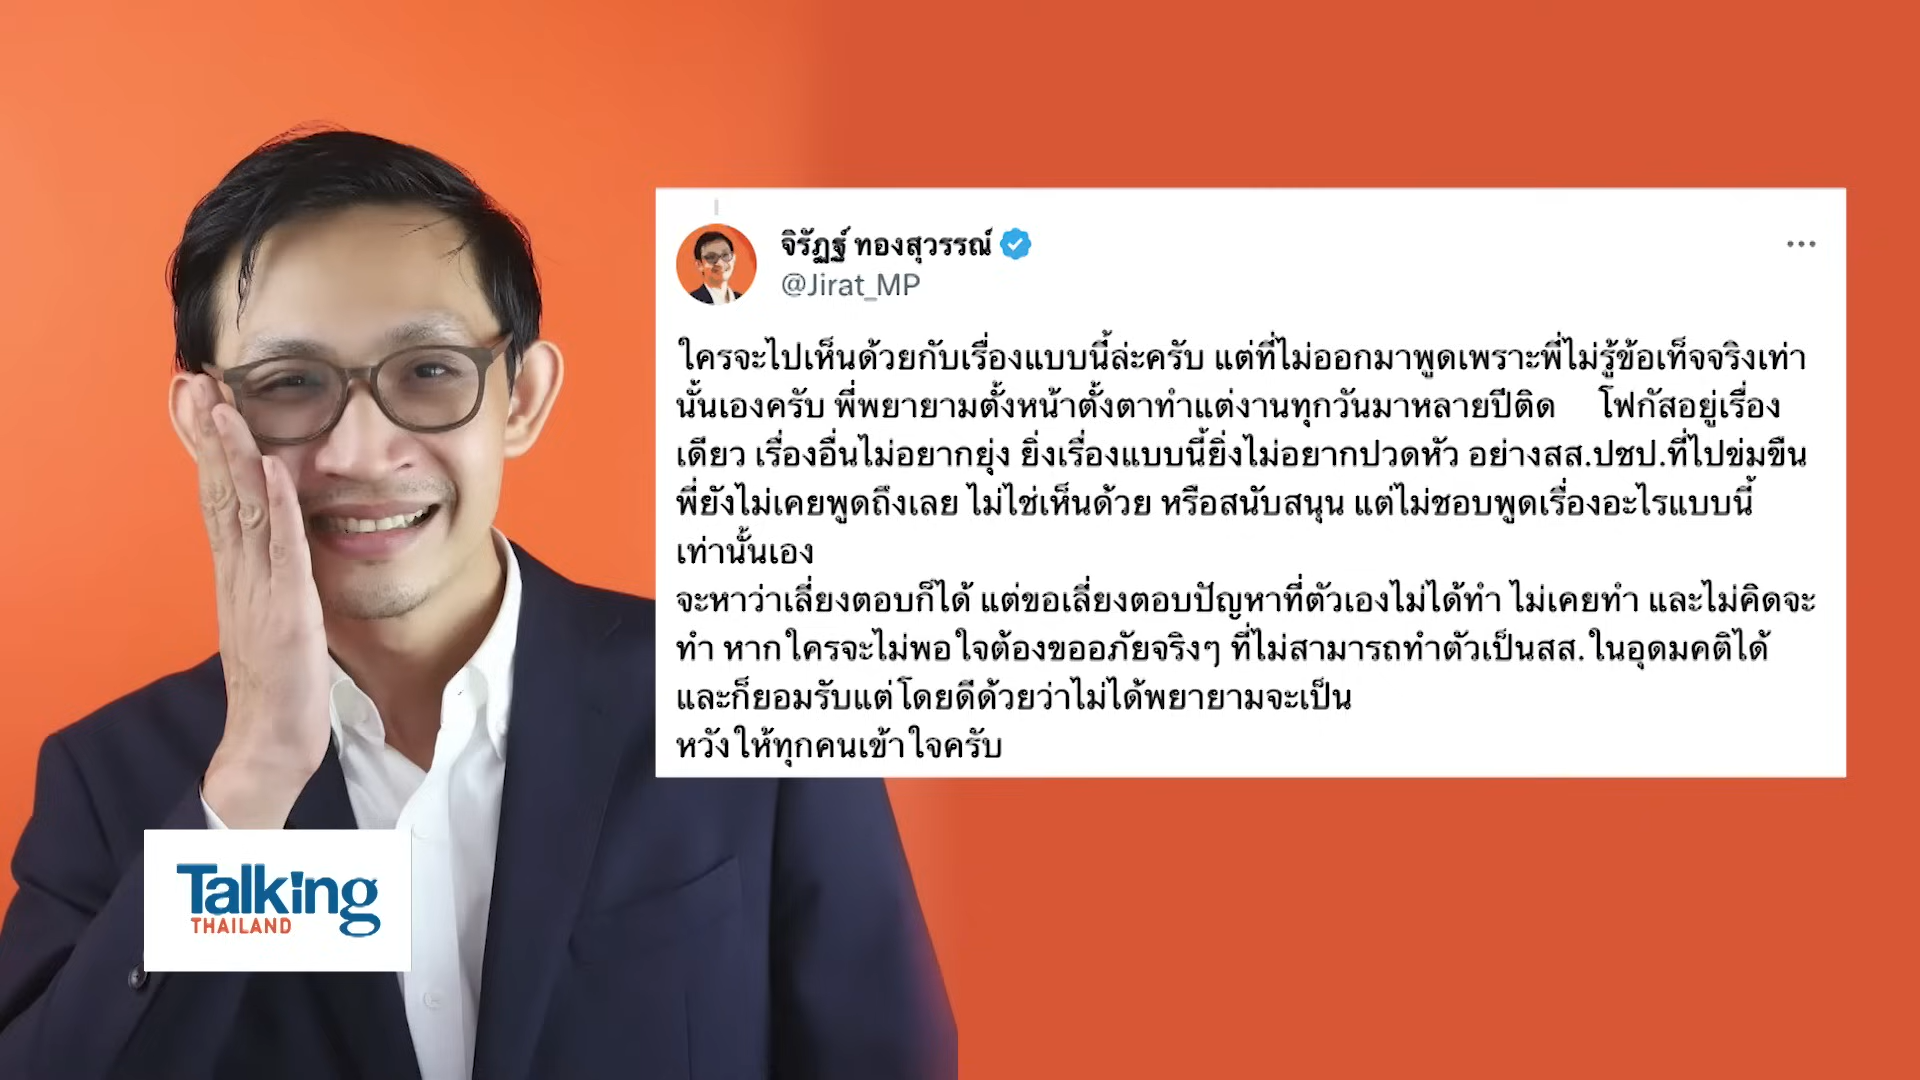 จิรัฏฐ์ ทองสุวรรณ์
@Jirat_MP
ใครจะไปเห็นด้วยกับเรื่องแบบนี้ล่ะครับ แต่ที่ไม่ออกมาพูดเพราะพี่ไม่รู้ข้อเท็จจริงเท่า
นั้นเองครับ พี่พยายามตั้งหน้าตั้งตาทำแต่งานทุกวันมาหลายปีติด โฟกัสอยู่เรื่อง
เดียว เรื่องอื่นไม่อยากยุ่ง ยิ่งเรื่องแบบนี้ยิ่งไม่อยากปวดหัว อย่างสส.ปชป.ที่ไปข่มขืน
พี่ยังไม่เคยพูดถึงเลย ไม่ไช่เห็นด้วย หรือสนับสนุน แต่ไม่ชอบพูดเรื่องอะไรแบบนี้
เท่านั้นเอง
จะหาว่าเลี่ยงตอบก็ได้ แต่ขอเลี่ยงตอบปัญหาที่ตัวเองไม่ได้ทำ ไม่เคยทำ และไม่คิดจะ
ทำ หากใครจะไม่พอใจต้องขออภัยจริงๆ ที่ไม่สามารถทำตัวเป็นสส.ในอุดมคติได้
และก็ยอมรับแต่โดยดีด้วยว่าไม่ได้พยายามจะเป็น
หวังให้ทุกคนเข้าใจครับ
Talking
THAILAND